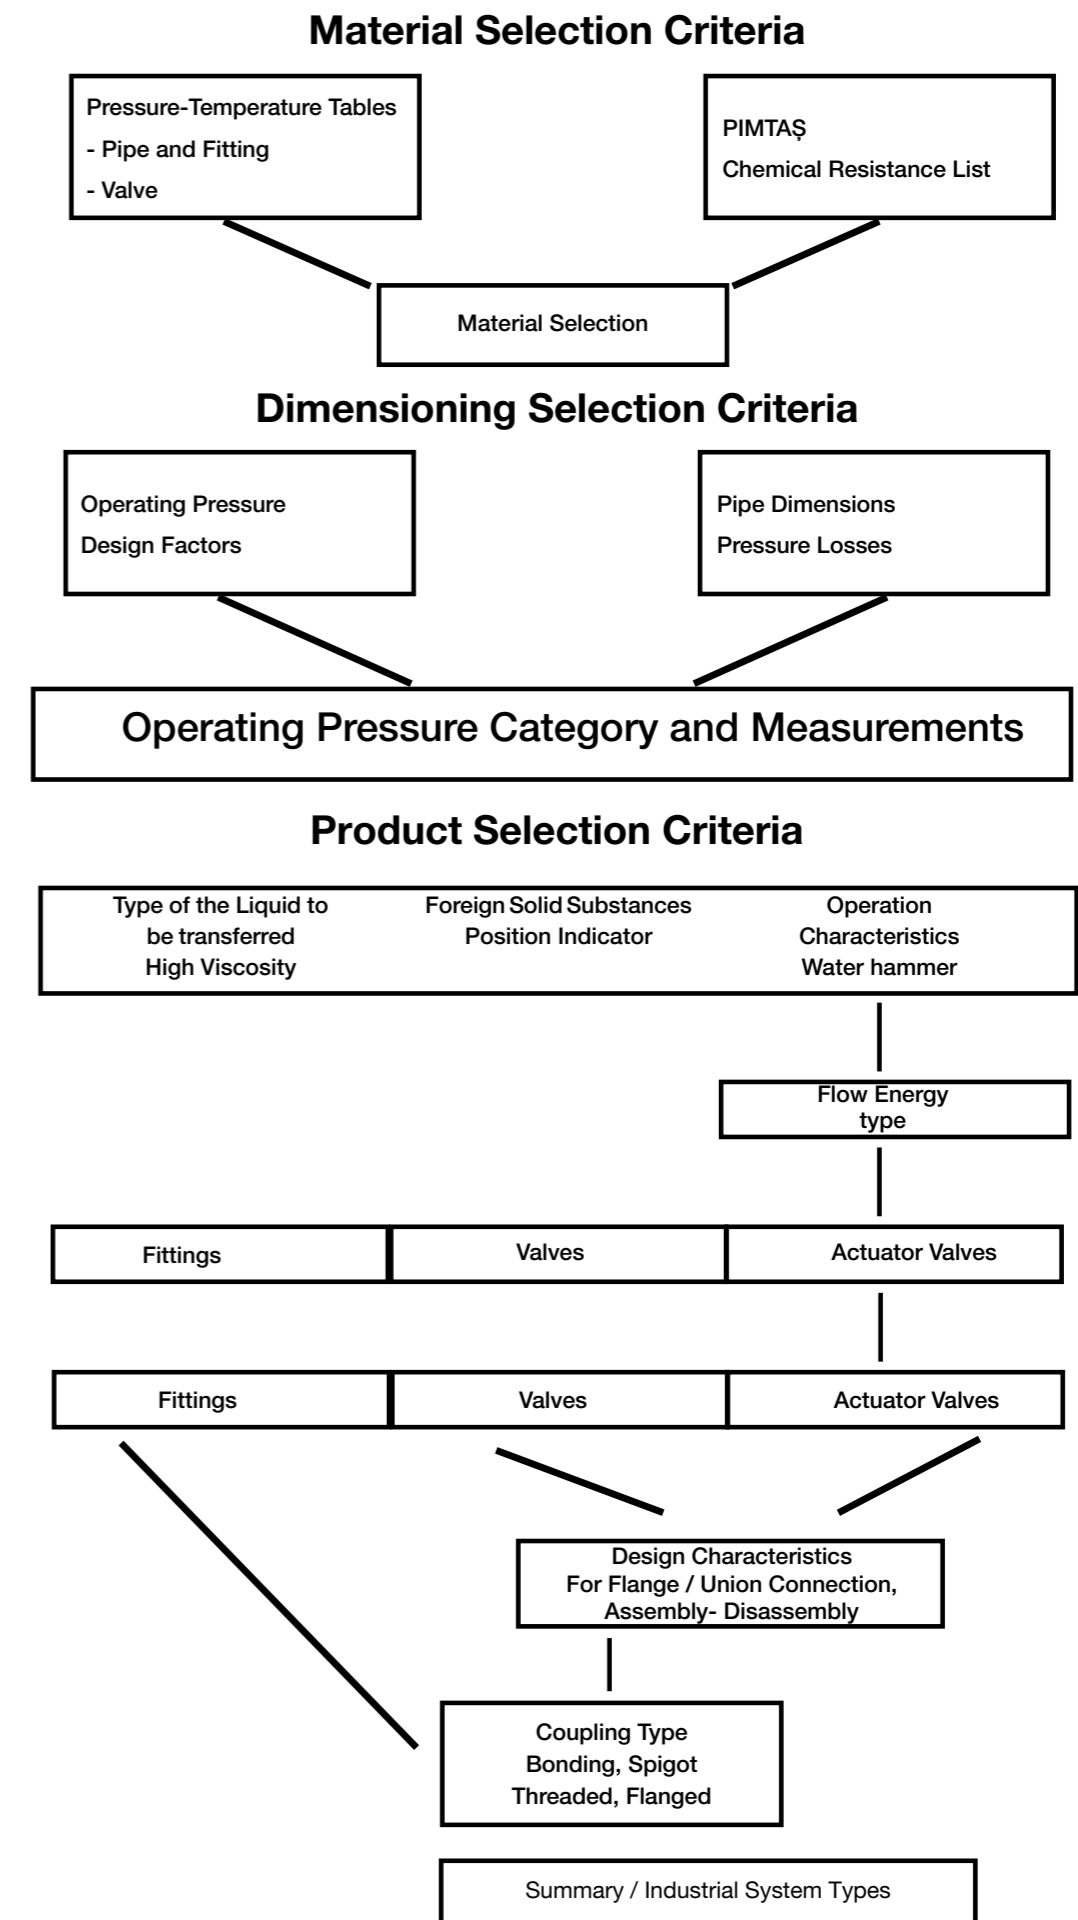 Material Selection Criteria
Pressure-Temperature Tables
- Pipe and Fitting
- Valve
PIMTAŞ
Chemical Resistance List
Material Selection
Dimensioning Selection Criteria
Operating Pressure
Design Factors
Pipe Dimensions
Pressure Losses
Operating Pressure Category and Measurements
Product Selection Criteria
Type of the Liquid to
be transferred
High Viscosity
Foreign Solid Substances
Position Indicator
Operation
Characteristics
Water hammer
Flow Energy
type
Fittings
Valves
Actuator Valves
Fittings
Valves
Actuator Valves
Design Characteristics
For Flange / Union Connection,
Assembly- Disassembly
Coupling Type
Bonding, Spigot
Threaded, Flanged
Summary / Industrial System Types